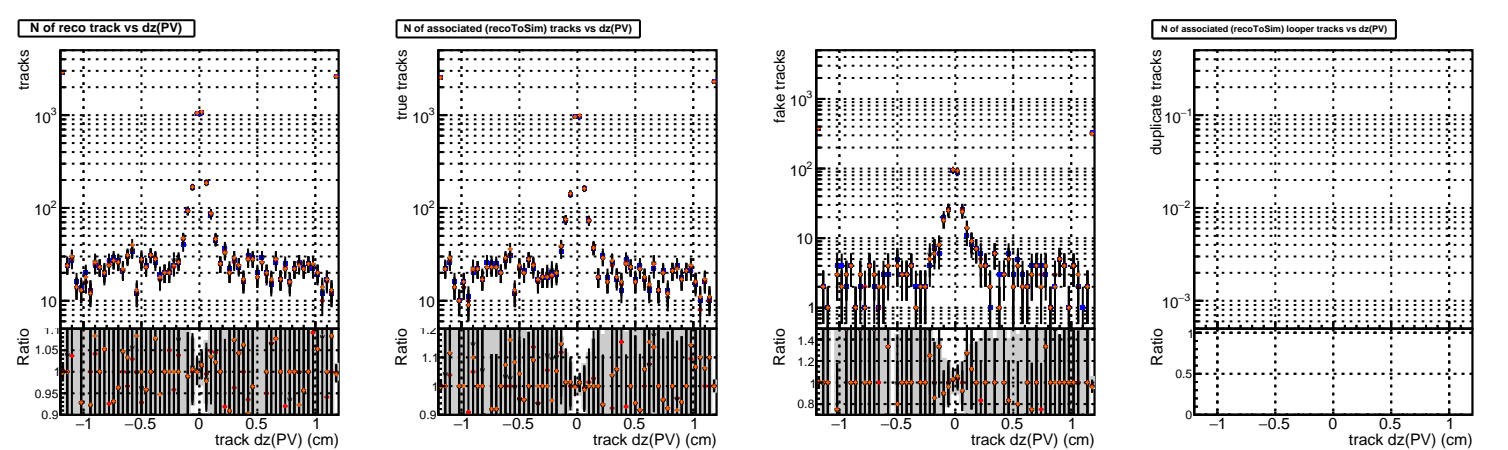 N of reco track vs dz(PV)
tracks
10³
10²
10
Ratio
1.1
1.05
1
0.95
0.9
−1 −0.5 0 0.5 1
track dz(PV) (cm)
N of associated (recoToSim) tracks vs dz(PV)
true tracks
10³
10²
10
Ratio
1.2
1.1
1
0.9
−1 −0.5 0 0.5 1
track dz(PV) (cm)
fake tracks
10³
10²
10
1
Ratio
1.4
1.2
1
0.8
−1 −0.5 0 0.5 1
track dz(PV) (cm)
N of associated (recoToSim) looper tracks vs dz(PV)
duplicate tracks
10⁻¹
10⁻²
10⁻³
Ratio
1
0.5
0
−1 −0.5 0 0.5 1
track dz(PV) (cm)